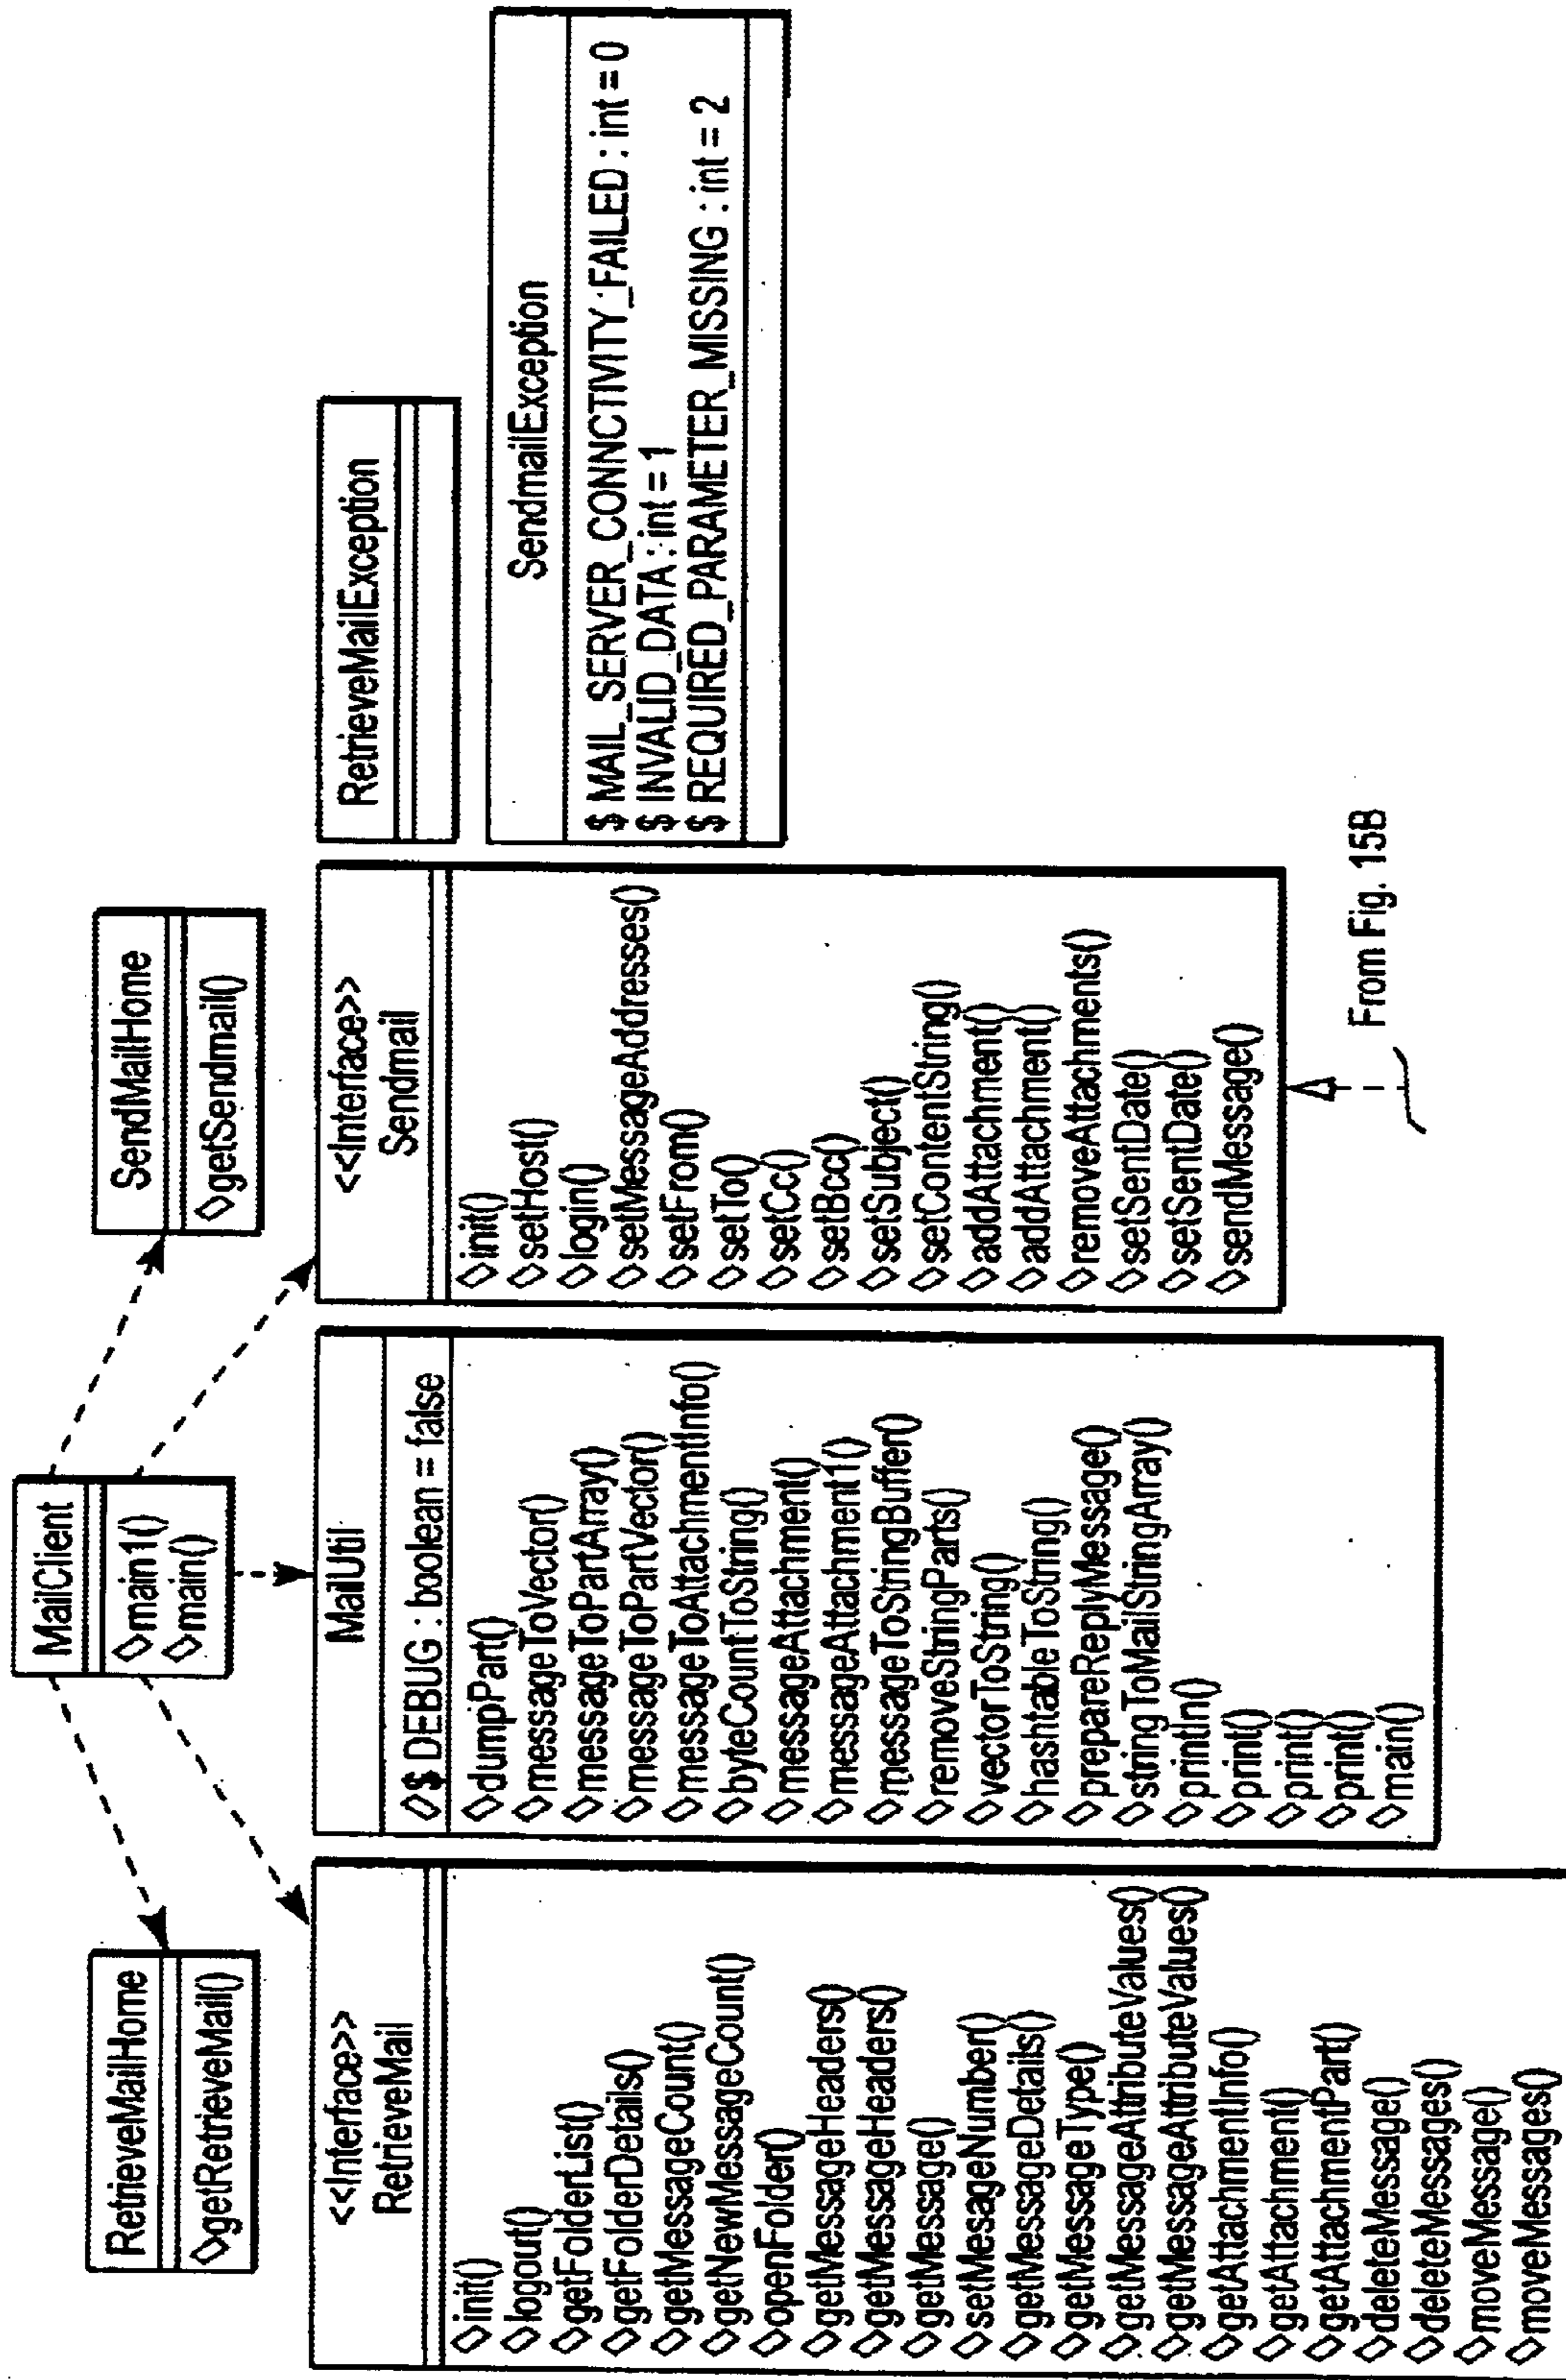 MailClient
main1()
main()
RetrieveMailHome
getRetrieveMail()
SendMailHome
getSendmail()
<<Interface>>
RetrieveMail
init()
logout()
getFolderList()
getFolderDetails()
getMessageCount()
getNewMessageCount()
openFolder()
getMessageHeaders()
getMessageHeaders()
getMessage()
setMessageNumber()
getMessageDetails()
getMessageType()
getMessageAttributeValues()
getMessageAttributeValues()
getAttachmentInfo()
getAttachment()
getAttachmentPart()
deleteMessage()
deleteMessages()
moveMessage()
moveMessages()
MailUtil
$ DEBUG : boolean = false
dumpPart()
messageToVector()
messageToPartArray()
messageToPartVector()
messageToAttachmentInfo()
byteCountToString()
messageAttachment()
messageAttachment1()
messageToStringBuffer()
removeStringParts()
vectorToString()
hashtableToString()
prepareReplyMessage()
stringToMailStringArray()
println()
print()
print()
print()
main()
<<Interface>>
Sendmail
init()
setHost()
login()
setMessageAddresses()
setFrom()
setTo()
setCc()
setBcc()
setSubject()
setContentString()
addAttachment()
addAttachment()
removeAttachments()
setSentDate()
setSentDate()
sendMessage()
From Fig. 15B
RetrieveMailException
SendmailException
$ MAIL_SERVER_CONNCTIVITY_FAILED : int = 0
$ INVALID_DATA : int = 1
$ REQUIRED_PARAMETER_MISSING : int = 2